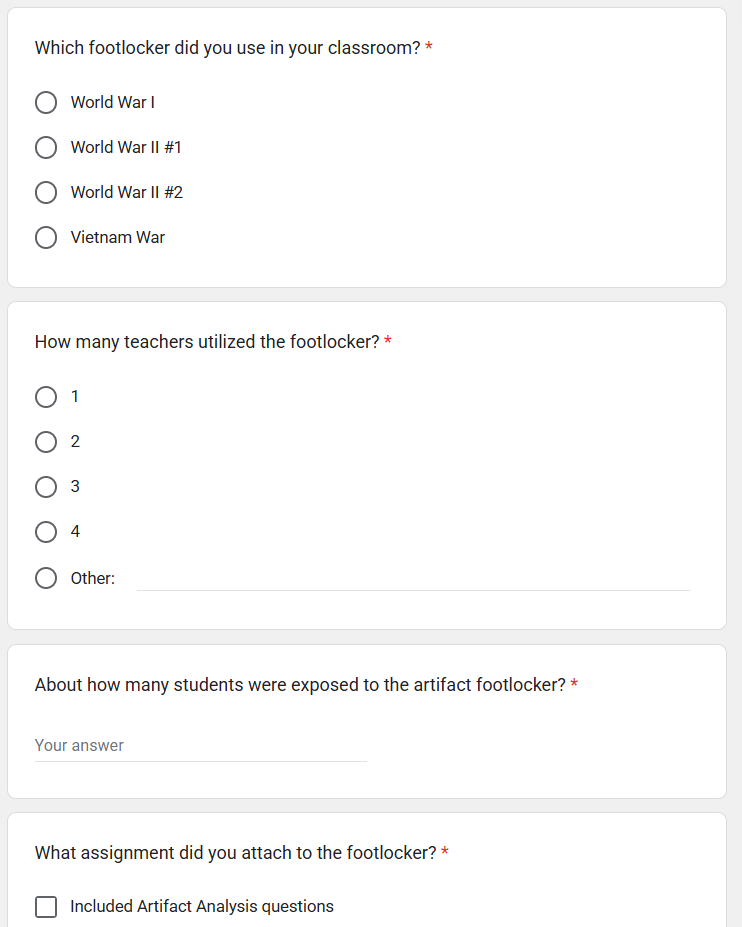 Which footlocker did you use in your classroom? *
World War I
World War II #1
World War II #2
Vietnam War
How many teachers utilized the footlocker? *
1
2
3
4
Other:
About how many students were exposed to the artifact footlocker? *
Your answer
What assignment did you attach to the footlocker? *
Included Artifact Analysis questions